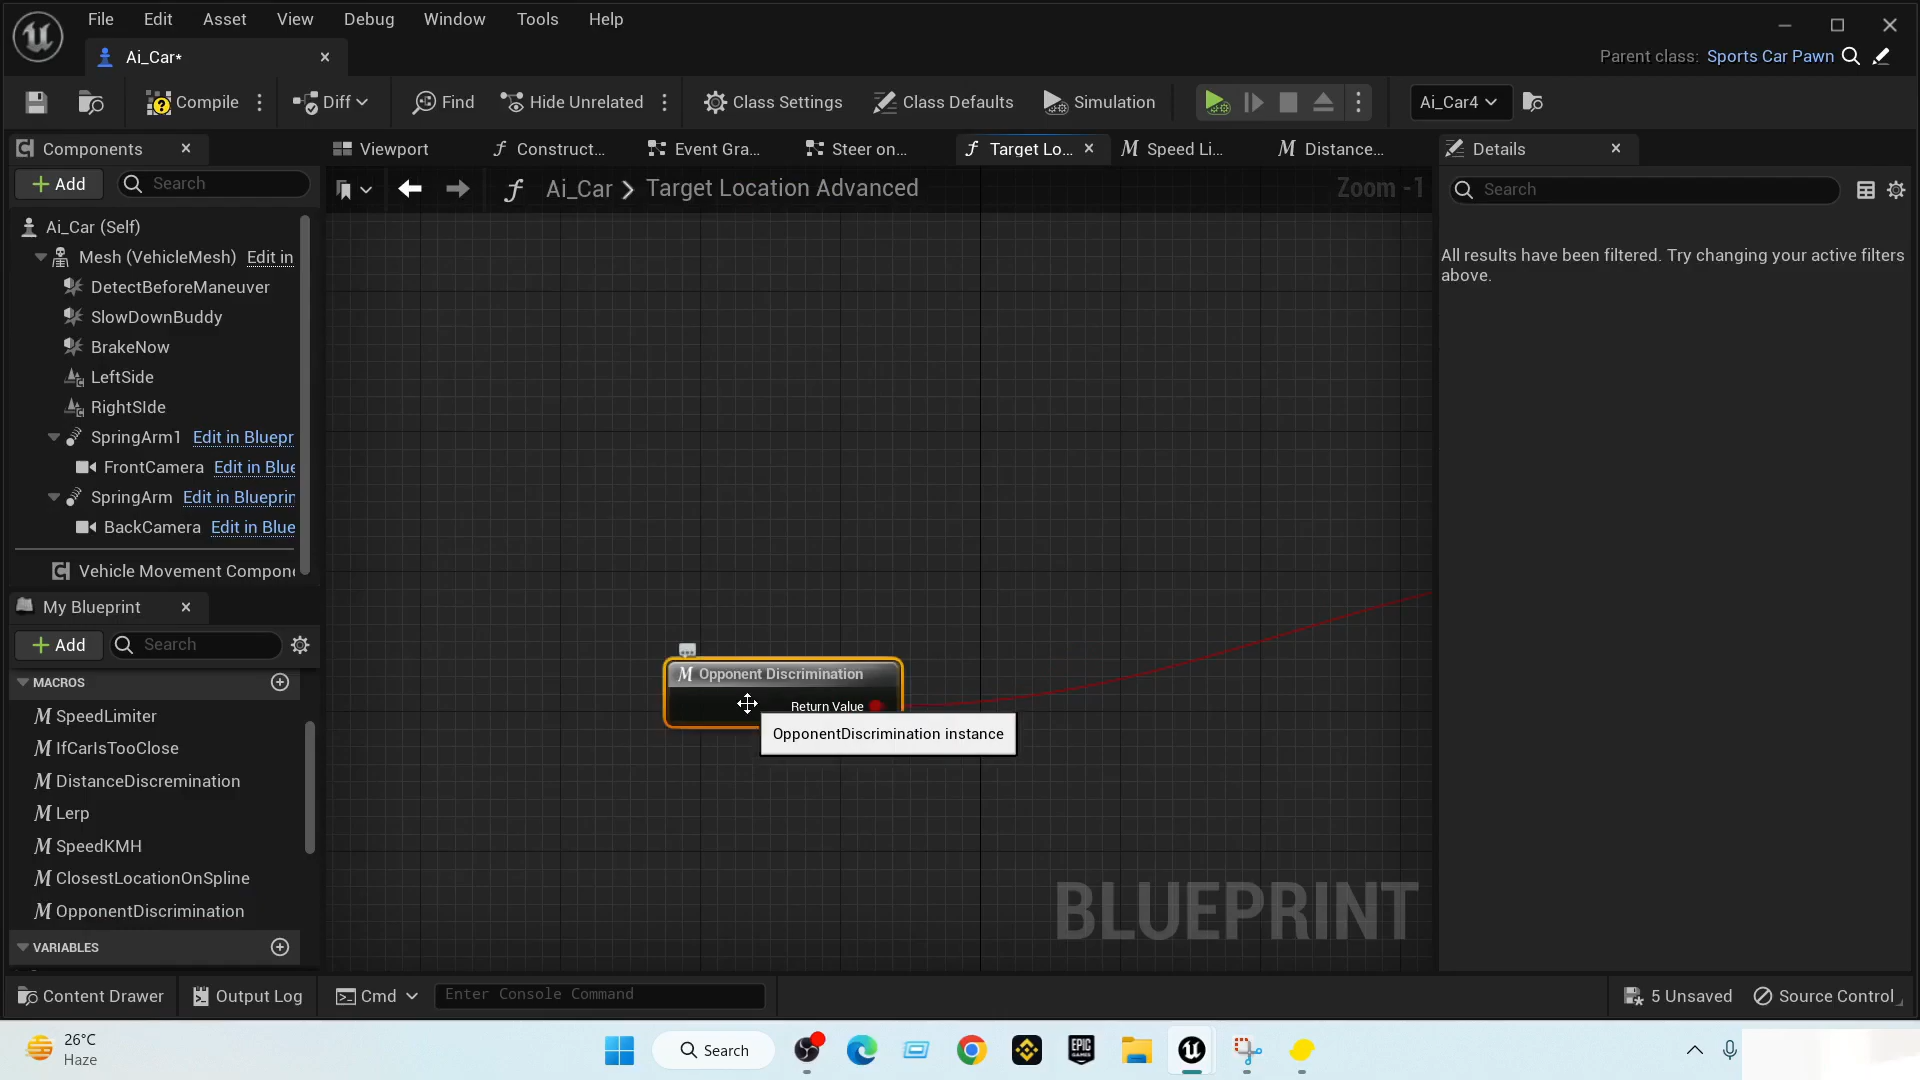 File
Edit
Asset
View
Debug
Window
Tools
Help
Ai_Car*
Parent class:
Sports Car Pawn
Compile
Diff
Find
Hide Unrelated
Class Settings
Class Defaults
Simulation
Ai_Car4
Components
Viewport
Construct...
Event Gra...
Steer on...
Target Lo...
Speed Li...
Distance...
Details
Add
Search
Ai_Car
Target Location Advanced
Zoom -1
Search
Ai_Car (Self)
Mesh (VehicleMesh)
Edit in
DetectBeforeManeuver
SlowDownBuddy
BrakeNow
LeftSide
RightSIde
SpringArm1
Edit in Bluepr
FrontCamera
Edit in Blue
SpringArm
Edit in Blueprin
BackCamera
Edit in Blue
Vehicle Movement Compone
All results have been filtered. Try changing your active filters
above.
My Blueprint
Add
Search
MACROS
SpeedLimiter
IfCarIsTooClose
DistanceDiscremination
Lerp
SpeedKMH
ClosestLocationOnSpline
OpponentDiscrimination
VARIABLES
Opponent Discrimination
Return Value
OpponentDiscrimination instance
BLUEPRINT
Content Drawer
Output Log
Cmd
Enter Console Command
5 Unsaved
Source Control
26°C
Haze
Search
EPIC
GAMES